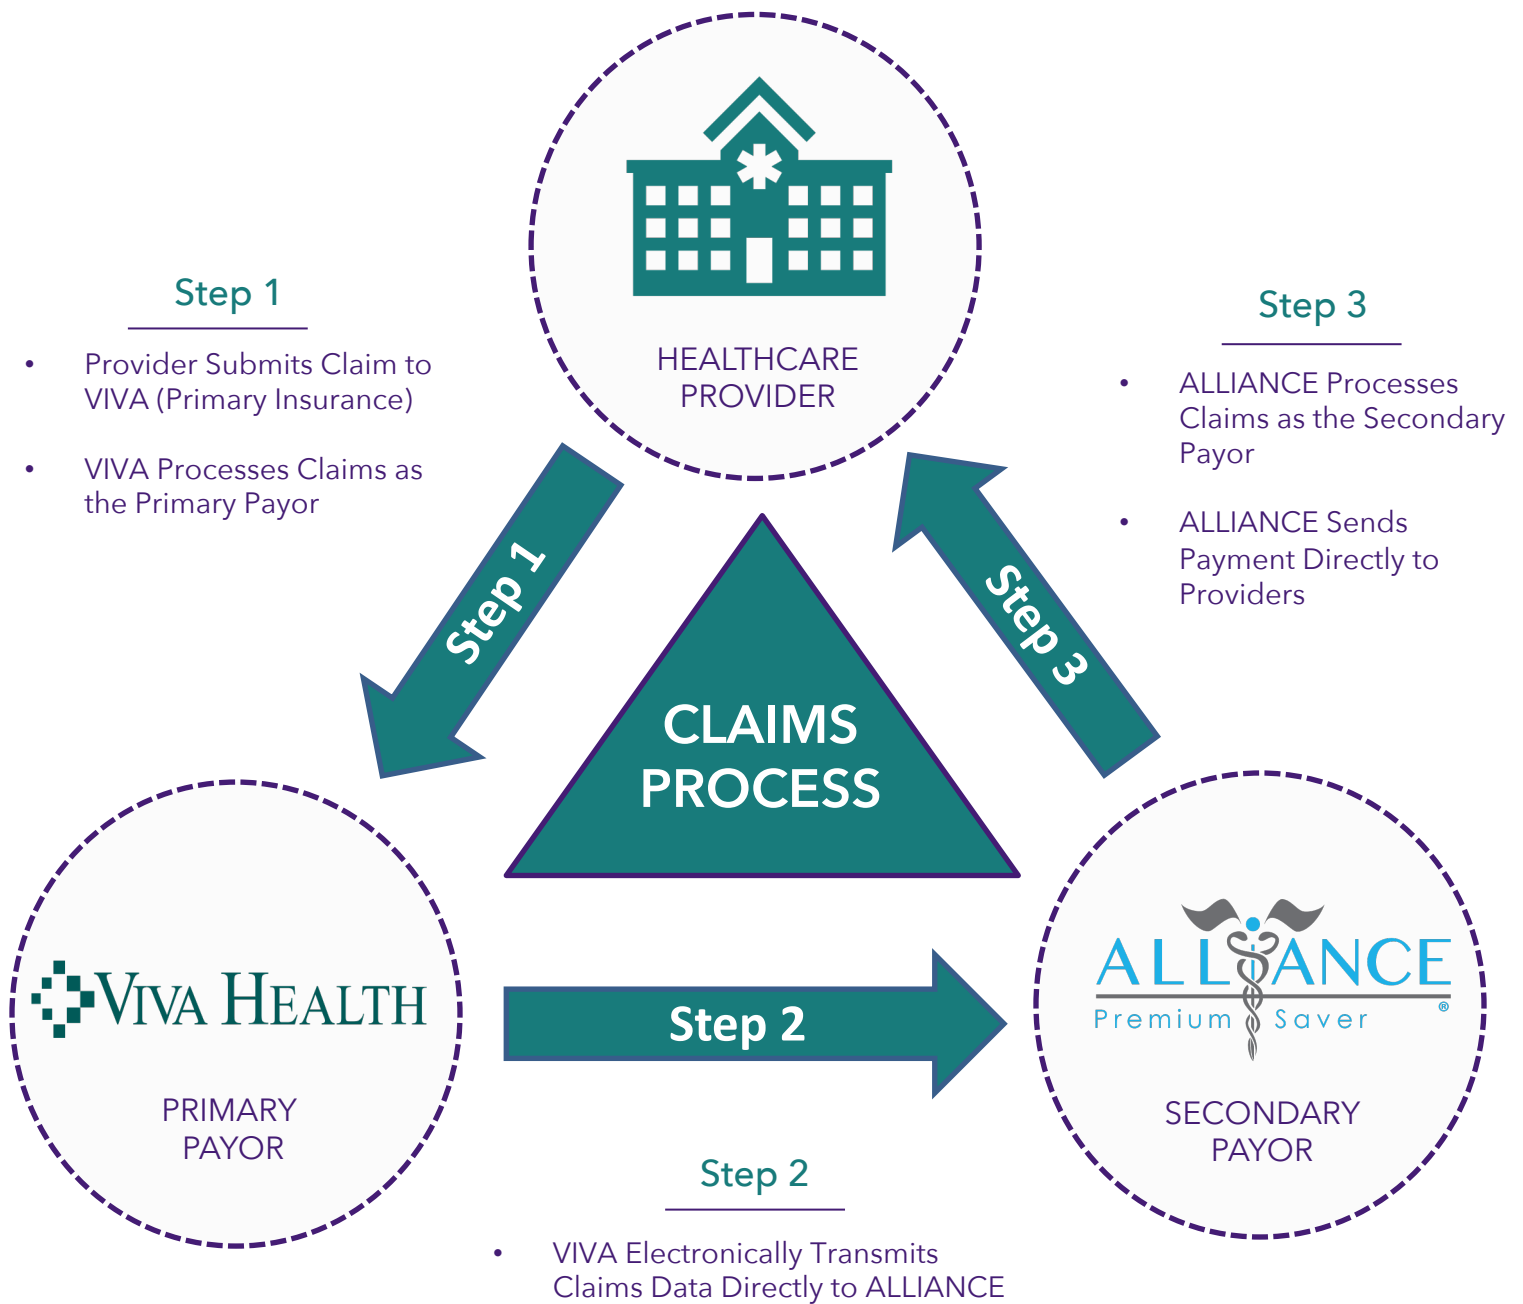 HEALTHCARE
PROVIDER
Step 1
• Provider Submits Claim to
VIVA (Primary Insurance)
• VIVA Processes Claims as
the Primary Payor
Step 3
• ALLIANCE Processes
Claims as the Secondary
Payor
• ALLIANCE Sends
Payment Directly to
Providers
Step 1
Step 3
CLAIMS
PROCESS
VIVA HEALTH
PRIMARY
PAYOR
Step 2
ALLIANCE
Premium Saver ®
SECONDARY
PAYOR
Step 2
• VIVA Electronically Transmits
Claims Data Directly to ALLIANCE